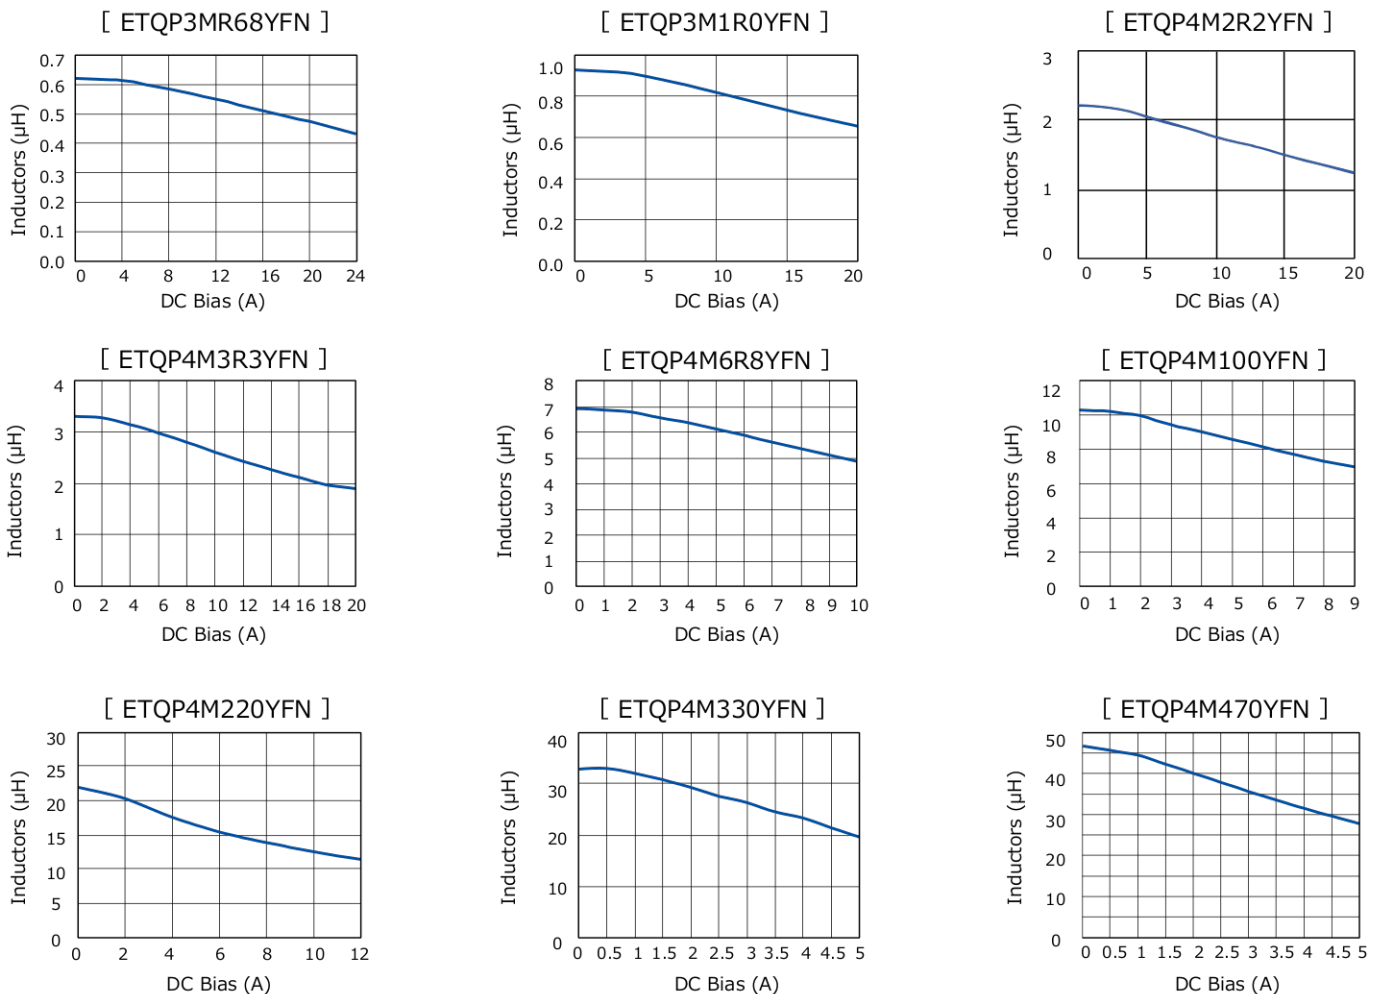 [ ETQP3MR68YFN ]
Inductors (μH)
0.7
0.6
0.5
0.4
0.3
0.2
0.1
0.0
0 4 8 12 16 20 24
DC Bias (A)
[ ETQP3M1R0YFN ]
Inductors (μH)
1.0
0.8
0.6
0.4
0.2
0.0
0 5 10 15 20
DC Bias (A)
[ ETQP4M2R2YFN ]
Inductors (μH)
3
2
1
0
0 5 10 15 20
DC Bias (A)
[ ETQP4M3R3YFN ]
Inductors (μH)
4
3
2
1
0
0 2 4 6 8 10 12 14 16 18 20
DC Bias (A)
[ ETQP4M6R8YFN ]
Inductors (μH)
8
7
6
5
4
3
2
1
0
0 1 2 3 4 5 6 7 8 9 10
DC Bias (A)
[ ETQP4M100YFN ]
Inductors (μH)
12
10
8
6
4
2
0
0 1 2 3 4 5 6 7 8 9
DC Bias (A)
[ ETQP4M220YFN ]
Inductors (μH)
30
25
20
15
10
5
0
0 2 4 6 8 10 12
DC Bias (A)
[ ETQP4M330YFN ]
Inductors (μH)
40
30
20
10
0
0 0.5 1 1.5 2 2.5 3 3.5 4 4.5 5
DC Bias (A)
[ ETQP4M470YFN ]
Inductors (μH)
50
40
30
20
10
0
0 0.5 1 1.5 2 2.5 3 3.5 4 4.5 5
DC Bias (A)